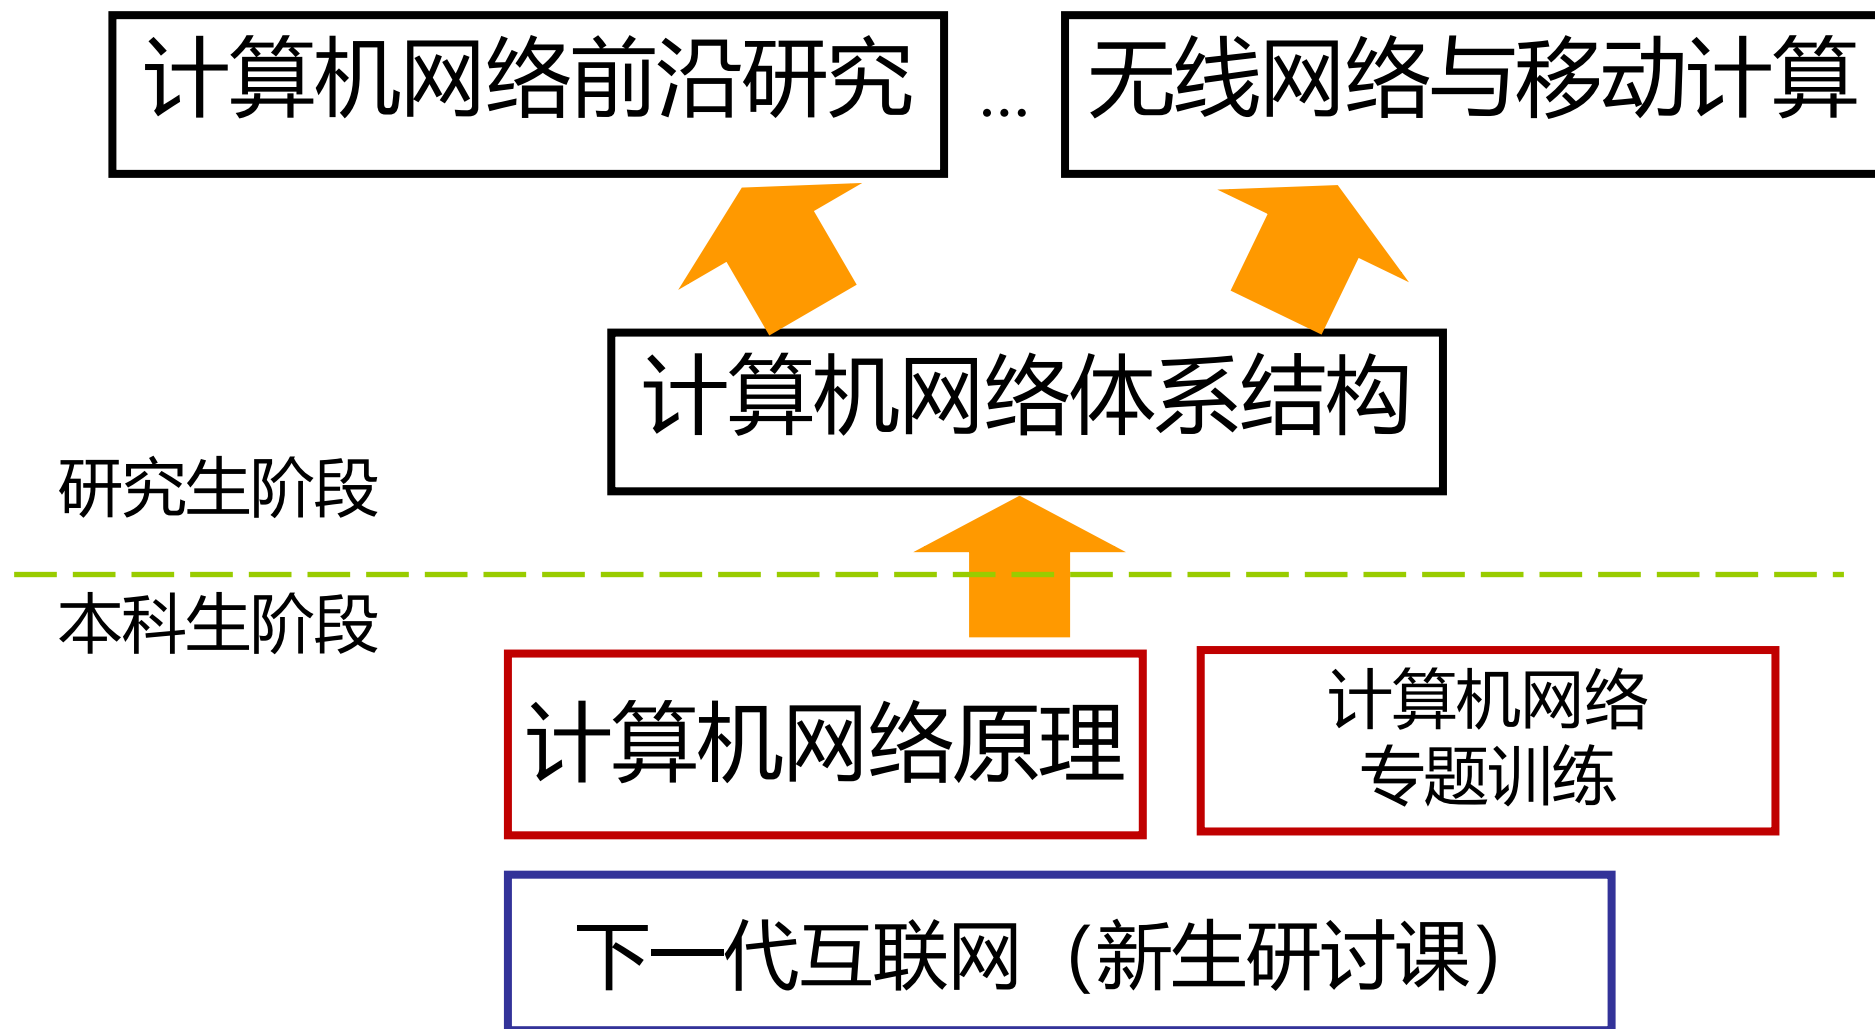 计算机网络前沿研究
...
无线网络与移动计算
计算机网络体系结构
研究生阶段
本科生阶段
计算机网络原理
计算机网络
专题训练
下一代互联网（新生研讨课）